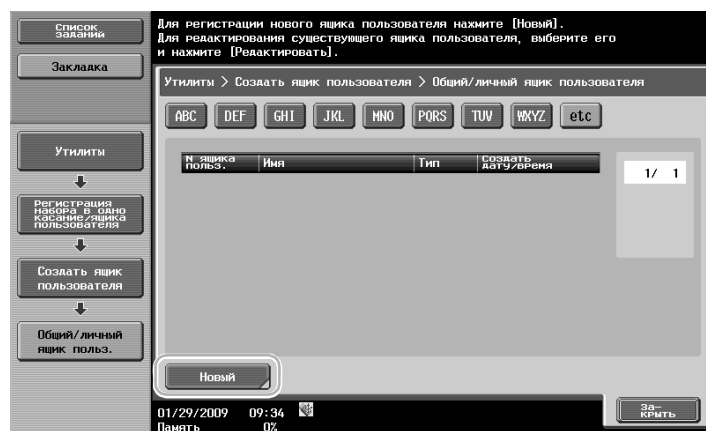 Список
заданий
Закладка
Утилиты
Регистрация
набора в одно
касание/ящика
пользователя
Создать ящик
пользователя
Общий/личный
ящик польз.
Для регистрации нового ящика пользователя нажмите [Новый].
Для редактирования существующего ящика пользователя, выберите его
и нажмите [Редактировать].
Утилиты > Создать ящик пользователя > Общий/личный ящик пользователя
ABC DEF GHI JKL MNO PQRS TUV WXYZ etc
N ящика
польз.
Имя
Тип
Создать
дату/время
1/ 1
Новый
01/29/2009 09:34
Память 0%
За-
крыть